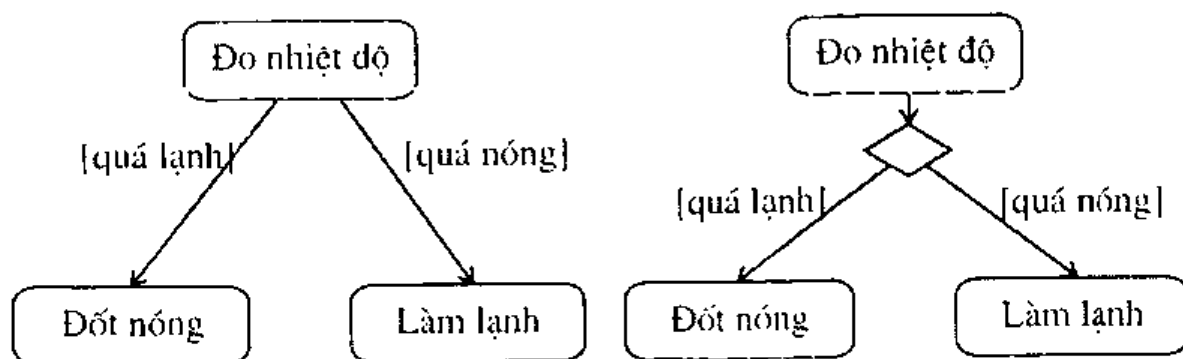 Đo nhiệt độ
[quá lạnh]
[quá nóng]
Đốt nóng
Làm lạnh
Đo nhiệt độ
[quá lạnh]
[quá nóng]
Đốt nóng
Làm lạnh